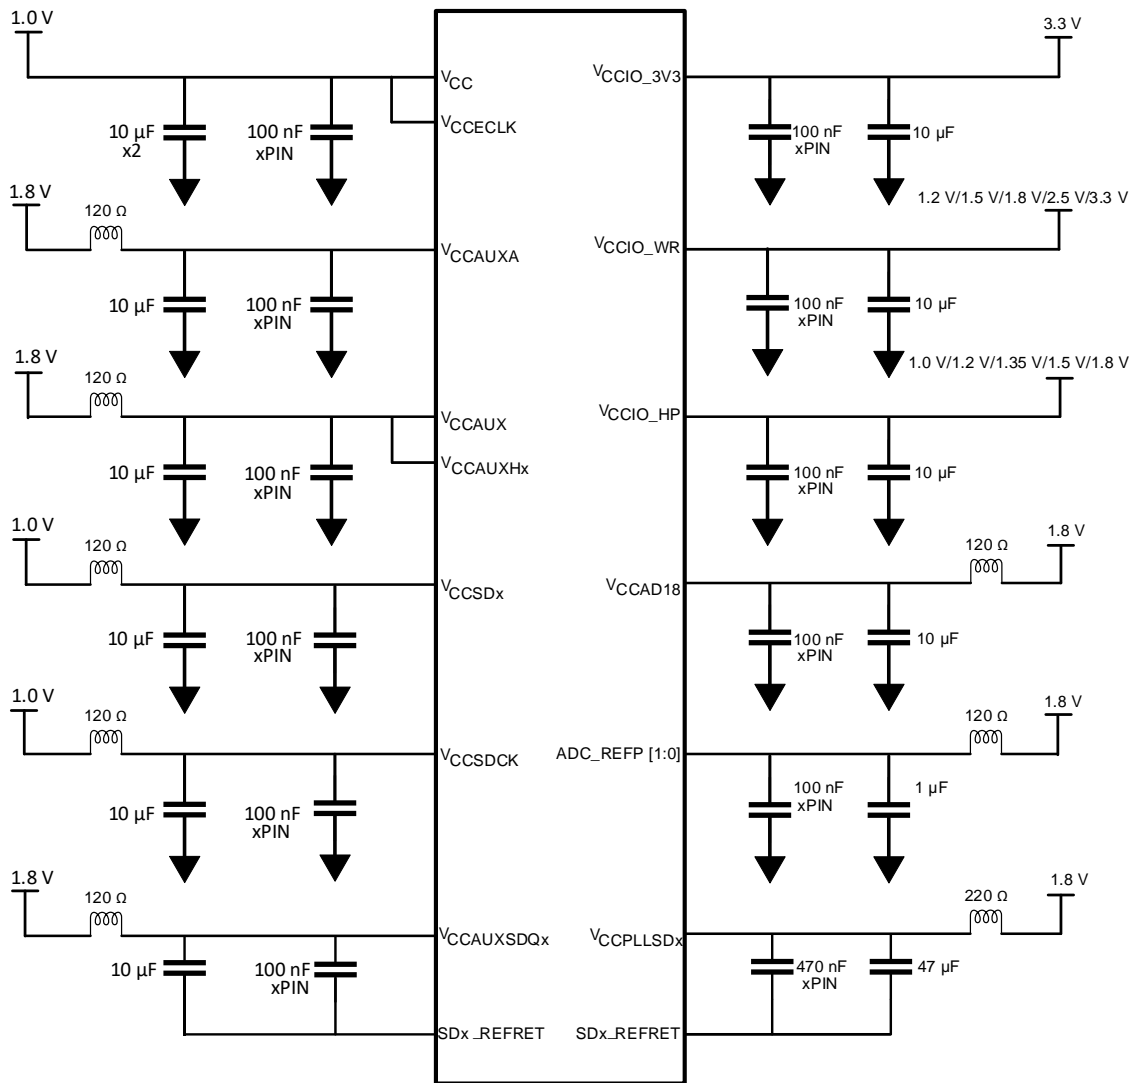 1.0 V
VCC
VCCECLK
10 µF
x2
100 nF
xPIN
1.8 V
120 Ω
VCCAUXA
10 µF
100 nF
xPIN
1.8 V
120 Ω
VCCAUX
VCCAUXHx
10 µF
100 nF
xPIN
1.0 V
120 Ω
VCCSDx
10 µF
100 nF
xPIN
1.0 V
120 Ω
VCCSDCK
10 µF
100 nF
xPIN
1.8 V
120 Ω
VCCAUXSDQx
10 µF
100 nF
xPIN
SDx_REFRET
3.3 V
VCCIO_3V3
100 nF
xPIN
10 µF
1.2 V/1.5 V/1.8 V/2.5 V/3.3 V
VCCIO_WR
100 nF
xPIN
10 µF
1.0 V/1.2 V/1.35 V/1.5 V/1.8 V
VCCIO_HP
100 nF
xPIN
10 µF
1.8 V
120 Ω
VCCAD18
100 nF
xPIN
10 µF
1.8 V
120 Ω
ADC_REFP [1:0]
100 nF
xPIN
1 µF
1.8 V
220 Ω
VCCPLLSDx
470 nF
xPIN
47 µF
SDx_REFRET